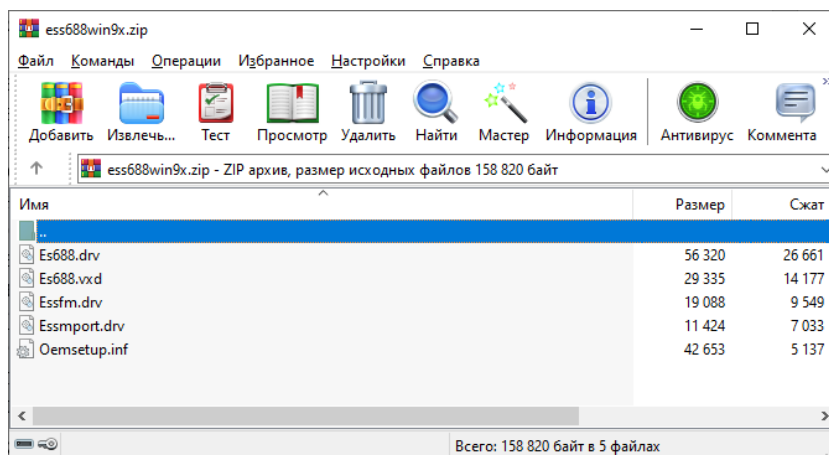 ess688win9x.zip
Файл Команды Операции Избранное Настройки Справка
Добавить Извлечь... Тест Просмотр Удалить Найти Мастер Информация Антивирус Коммента
ess688win9x.zip - ZIP архив, размер исходных файлов 158 820 байт
Имя Размер Сжат
..
Es688.drv 56 320 26 661
Es688.vxd 29 335 14 177
Essfm.drv 19 088 9 549
Essmport.drv 11 424 7 033
Oemsetup.inf 42 653 5 137
Всего: 158 820 байт в 5 файлах